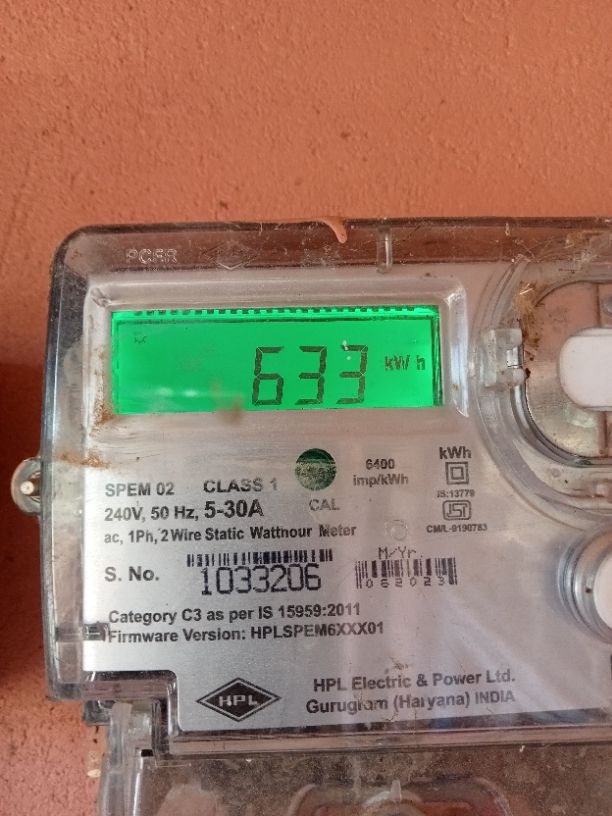 633 kW h
6400
imp/kWh
kWh
IS:13779
ISI
CM/L-9190783
SPEM 02 CLASS 1
CAL
240V, 50 Hz, 5-30A
ac, 1Ph, 2 Wire Static Watthour Meter
M/Yr.
S. No. 1033206
062023
Category C3 as per IS 15959:2011
Firmware Version: HPLSPEM6XXX01
HPL
HPL Electric & Power Ltd.
Gurugram (Haryana) INDIA